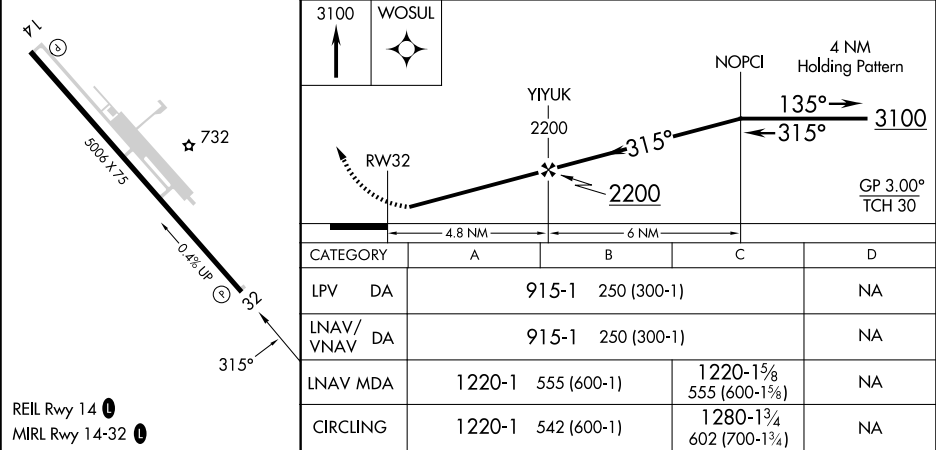 14
P
732
5006 X 75
0.4% UP
P
32
315°
REIL Rwy 14 L
MIRL Rwy 14-32 L
3100
WOSUL
4 NM
Holding Pattern
NOPCI
YIYUK
2200
135°
3100
315°
315°
RW32
2200
GP 3.00°
TCH 30
4.8 NM
6 NM
CATEGORY A B C D
LPV DA 915-1 250 (300-1) NA
LNAV/
VNAV DA 915-1 250 (300-1) NA
LNAV MDA 1220-1 555 (600-1) 1220-1⅝
555 (600-1⅝) NA
CIRCLING 1220-1 542 (600-1) 1280-1¾
602 (700-1¾) NA